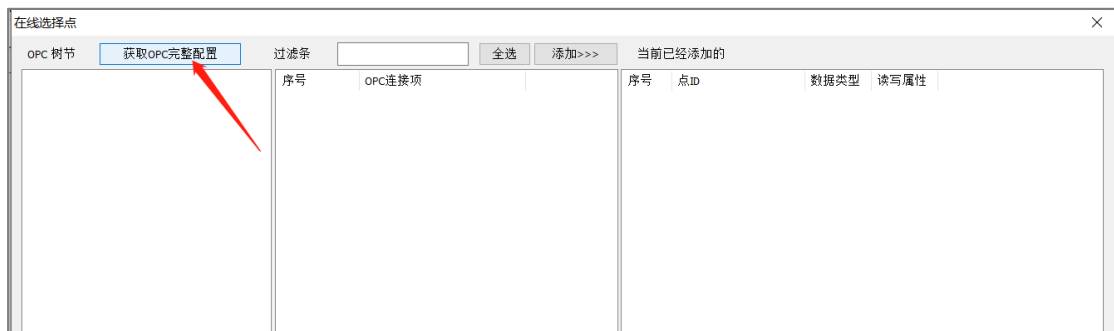 在线选择点
OPC 树节 获取OPC完整配置 过滤条 全选 添加>>> 当前已经添加的
序号 OPC连接项 序号 点ID 数据类型 读写属性